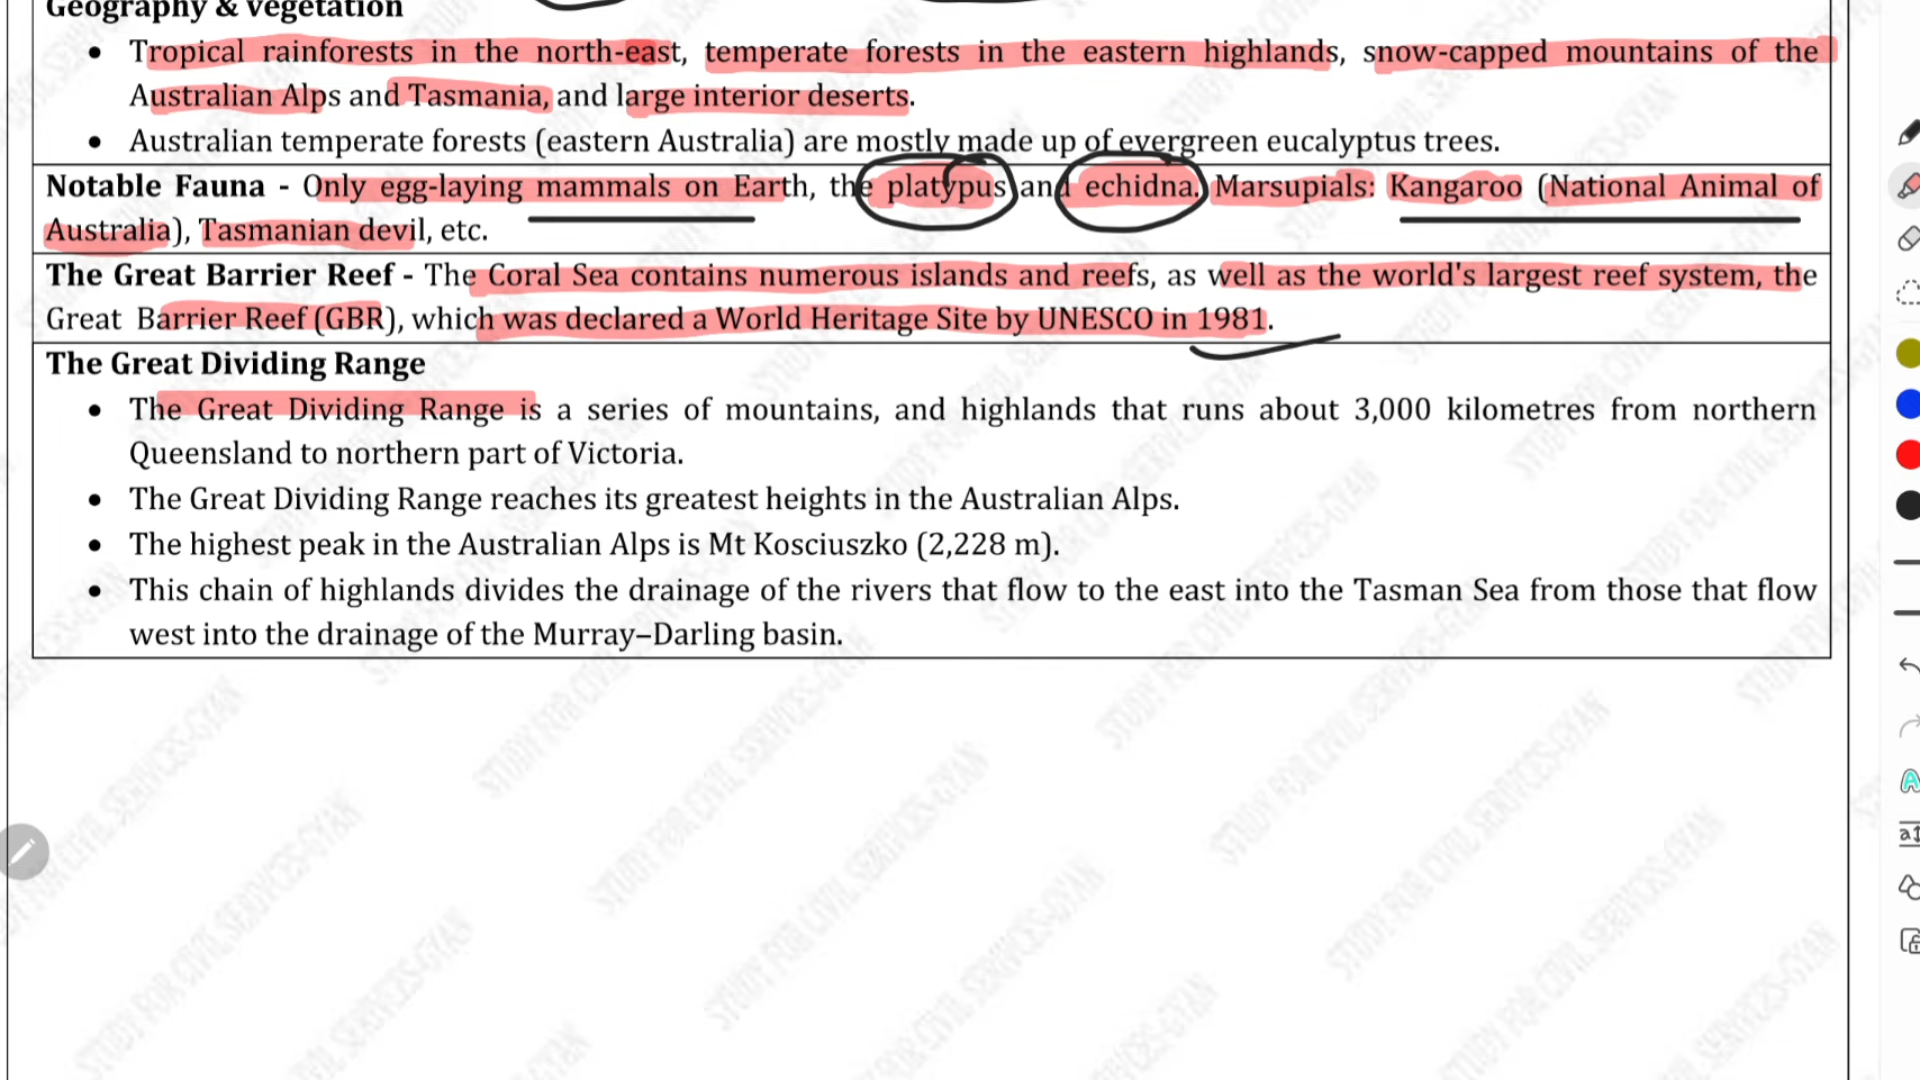 Geography & vegetation
• Tropical rainforests in the north-east, temperate forests in the eastern highlands, snow-capped mountains of the
Australian Alps and Tasmania, and large interior deserts.
• Australian temperate forests (eastern Australia) are mostly made up of evergreen eucalyptus trees.
Notable Fauna - Only egg-laying mammals on Earth, the platypus and echidna. Marsupials: Kangaroo (National Animal of
Australia), Tasmanian devil, etc.
The Great Barrier Reef - The Coral Sea contains numerous islands and reefs, as well as the world's largest reef system, the
Great Barrier Reef (GBR), which was declared a World Heritage Site by UNESCO in 1981.
The Great Dividing Range
• The Great Dividing Range is a series of mountains, and highlands that runs about 3,000 kilometres from northern
Queensland to northern part of Victoria.
• The Great Dividing Range reaches its greatest heights in the Australian Alps.
• The highest peak in the Australian Alps is Mt Kosciuszko (2,228 m).
• This chain of highlands divides the drainage of the rivers that flow to the east into the Tasman Sea from those that flow
west into the drainage of the Murray–Darling basin.
STUDY FOR CIVIL SERVICES-GYAN